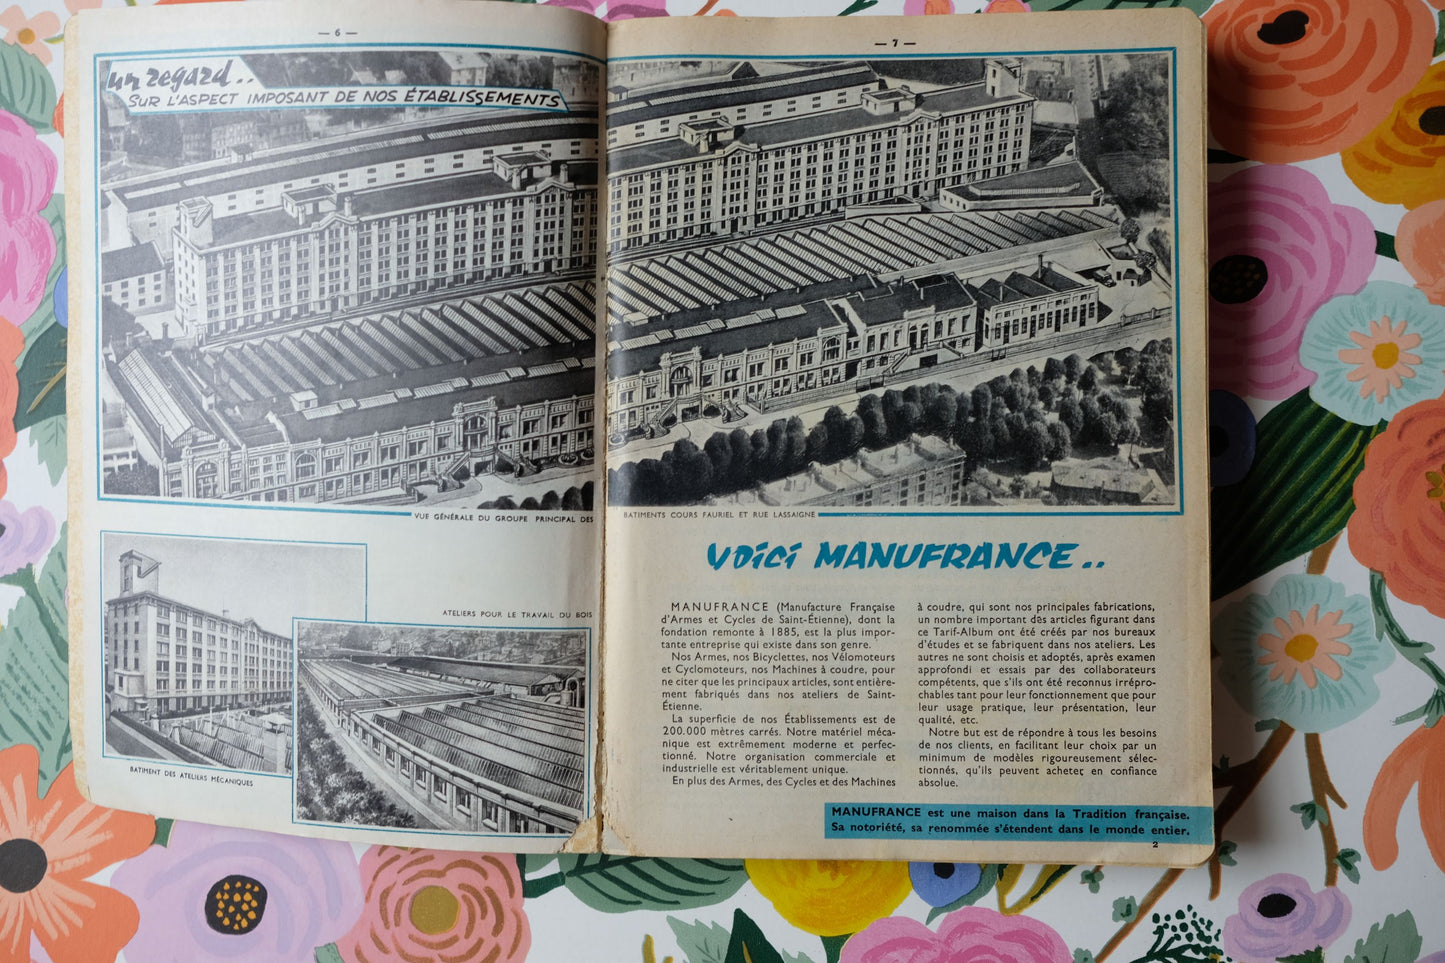 — 6 —
un regard..
SUR L'ASPECT IMPOSANT DE NOS ÉTABLISSEMENTS
VUE GÉNÉRALE DU GROUPE PRINCIPAL DES
ATELIERS POUR LE TRAVAIL DU BOIS
BATIMENT DES ATELIERS MÉCANIQUES
— 7 —
BATIMENTS COURS FAURIEL ET RUE LASSAIGNE
Voici MANUFRANCE..
MANUFRANCE (Manufacture Française
d'Armes et Cycles de Saint-Étienne), dont la
fondation remonte à 1885, est la plus impor-
tante entreprise qui existe dans son genre.
Nos Armes, nos Bicyclettes, nos Vélomoteurs
et Cyclomoteurs, nos Machines à coudre, pour
ne citer que les principaux articles, sont entière-
ment fabriqués dans nos ateliers de Saint-
Étienne.
La superficie de nos Établissements est de
200.000 mètres carrés. Notre matériel méca-
nique est extrêmement moderne et perfec-
tionné. Notre organisation commerciale et
industrielle est véritablement unique.
En plus des Armes, des Cycles et des Machines
à coudre, qui sont nos principales fabrications,
un nombre important des articles figurant dans
ce Tarif-Album ont été créés par nos bureaux
d'études et se fabriquent dans nos ateliers. Les
autres ne sont choisis et adoptés, après examen
approfondi et essais par des collaborateurs
compétents, que s'ils ont été reconnus irrépro-
chables tant pour leur fonctionnement que pour
leur usage pratique, leur présentation, leur
qualité, etc.
Notre but est de répondre à tous les besoins
de nos clients, en facilitant leur choix par un
minimum de modèles rigoureusement sélec-
tionnés, qu'ils peuvent acheter en confiance
absolue.
MANUFRANCE est une maison dans la Tradition française.
Sa notoriété, sa renommée s'étendent dans le monde entier.
2